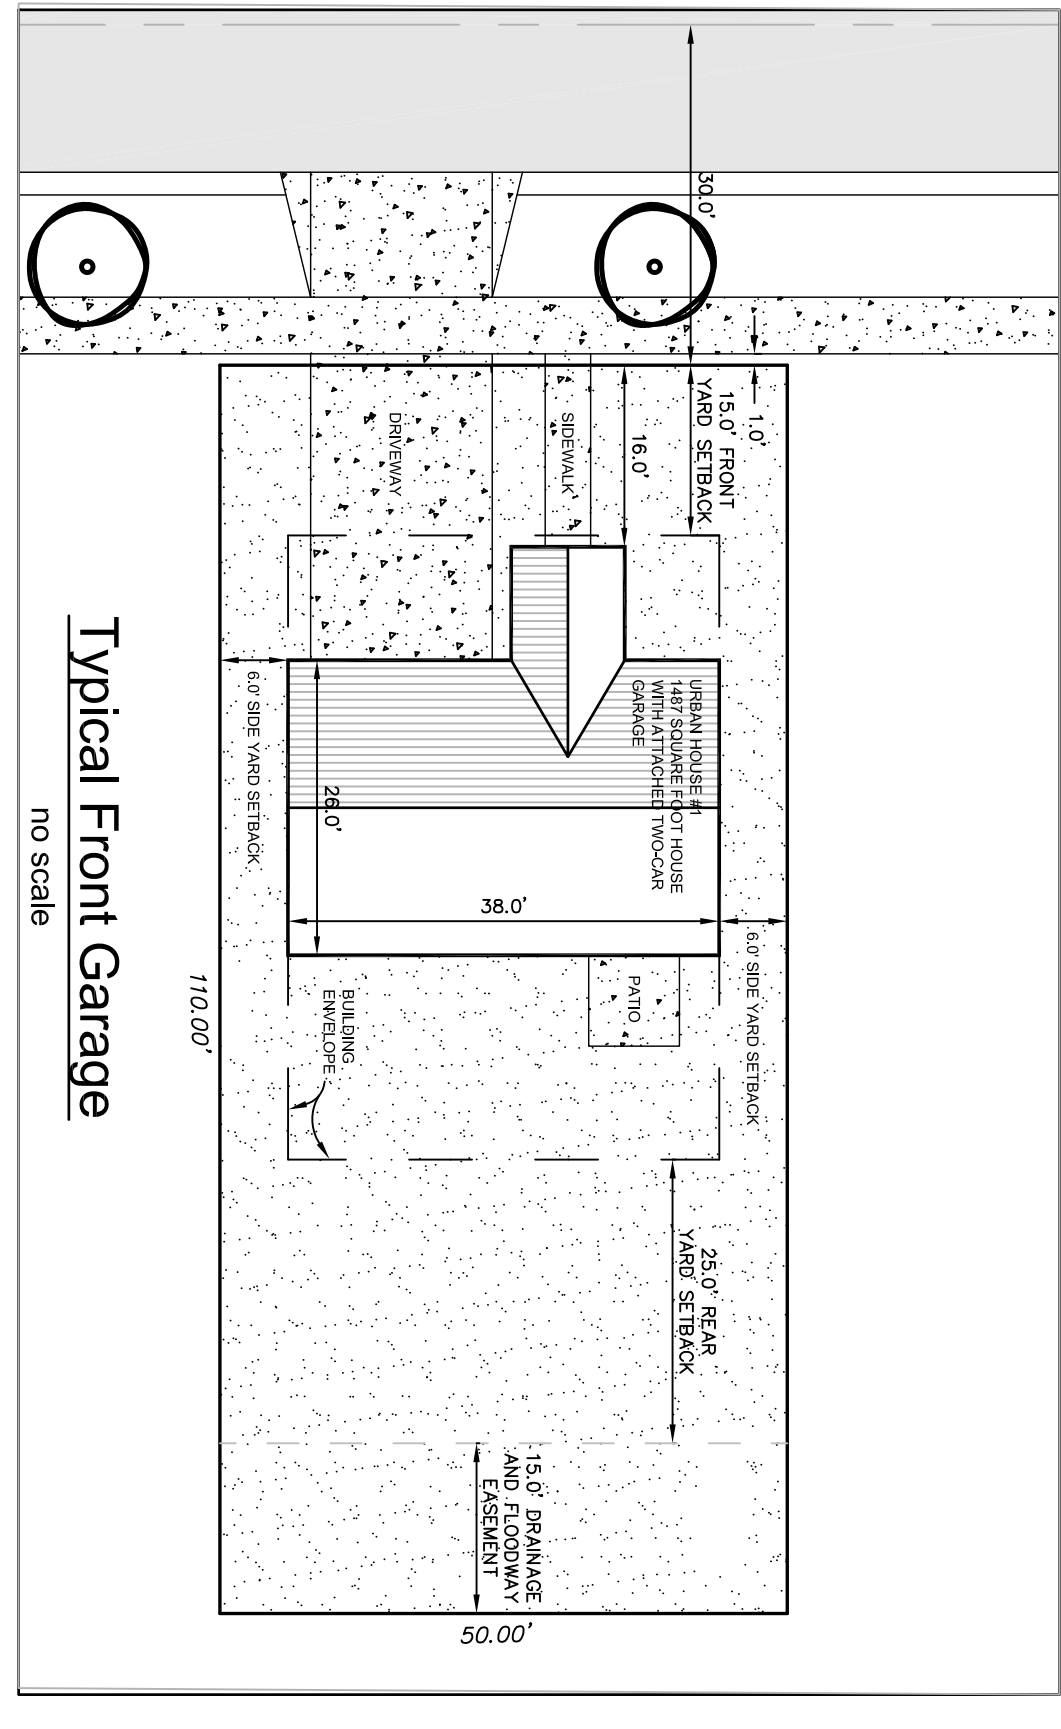 30.0'
1.0'
15.0' FRONT
YARD SETBACK
16.0'
SIDEWALK
DRIVEWAY
URBAN HOUSE #1
1487 SQUARE FOOT HOUSE
WITH ATTACHED TWO-CAR
GARAGE
6.0' SIDE YARD SETBACK
26.0'
38.0'
6.0' SIDE YARD SETBACK
PATIO
BUILDING
ENVELOPE
110.00'
25.0' REAR
YARD SETBACK
15.0' DRAINAGE
AND FLOODWAY
EASEMENT
50.00'
Typical Front Garage
no scale